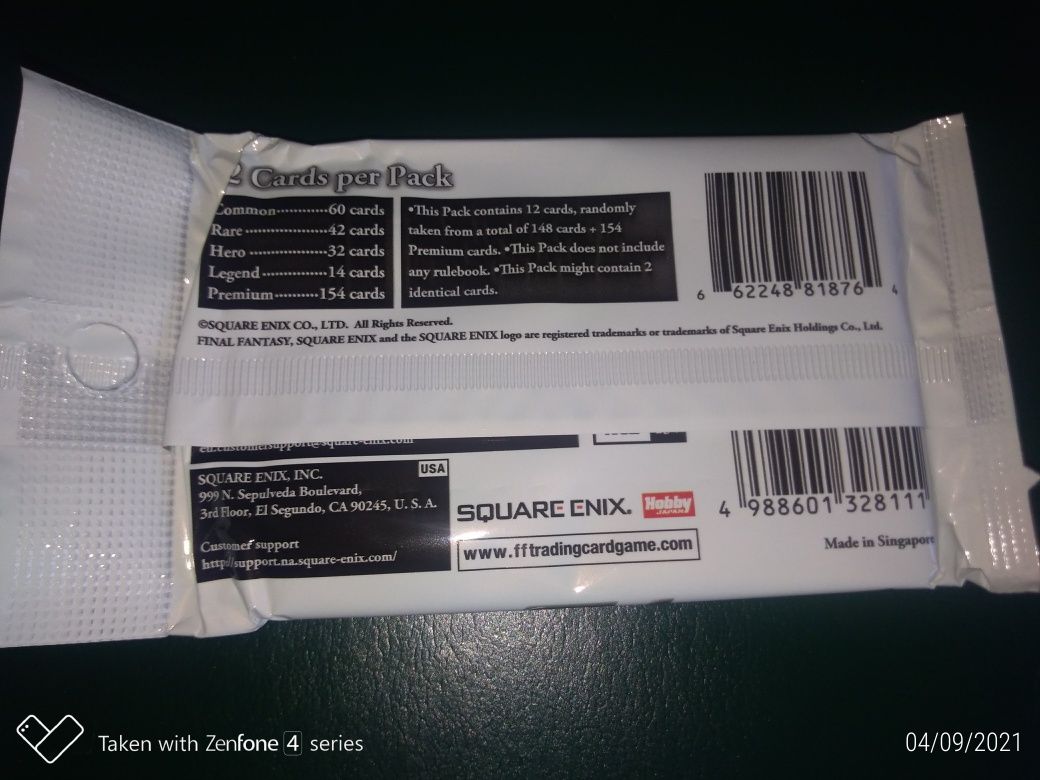 2 Cards per Pack
Common············60 cards
Rare·····················42 cards
Hero····················32 cards
Legend················14 cards
Premium···········154 cards
•This Pack contains 12 cards, randomly
taken from a total of 148 cards + 154
Premium cards. •This Pack does not include
any rulebook. •This Pack might contain 2
identical cards.
6 62248 81876 4
©SQUARE ENIX CO., LTD. All Rights Reserved.
FINAL FANTASY, SQUARE ENIX and the SQUARE ENIX logo are registered trademarks or trademarks of Square Enix Holdings Co., Ltd.
eu.customersupport@square-enix.com
USA
SQUARE ENIX, INC.
999 N. Sepulveda Boulevard,
3rd Floor, El Segundo, CA 90245, U. S. A.
Customer support
http://support.na.square-enix.com/
SQUARE ENIX.
Hobby
JAPAN
www.fftradingcardgame.com
4 988601 328111
Made in Singapore
Taken with Zenfone 4 series
04/09/2021